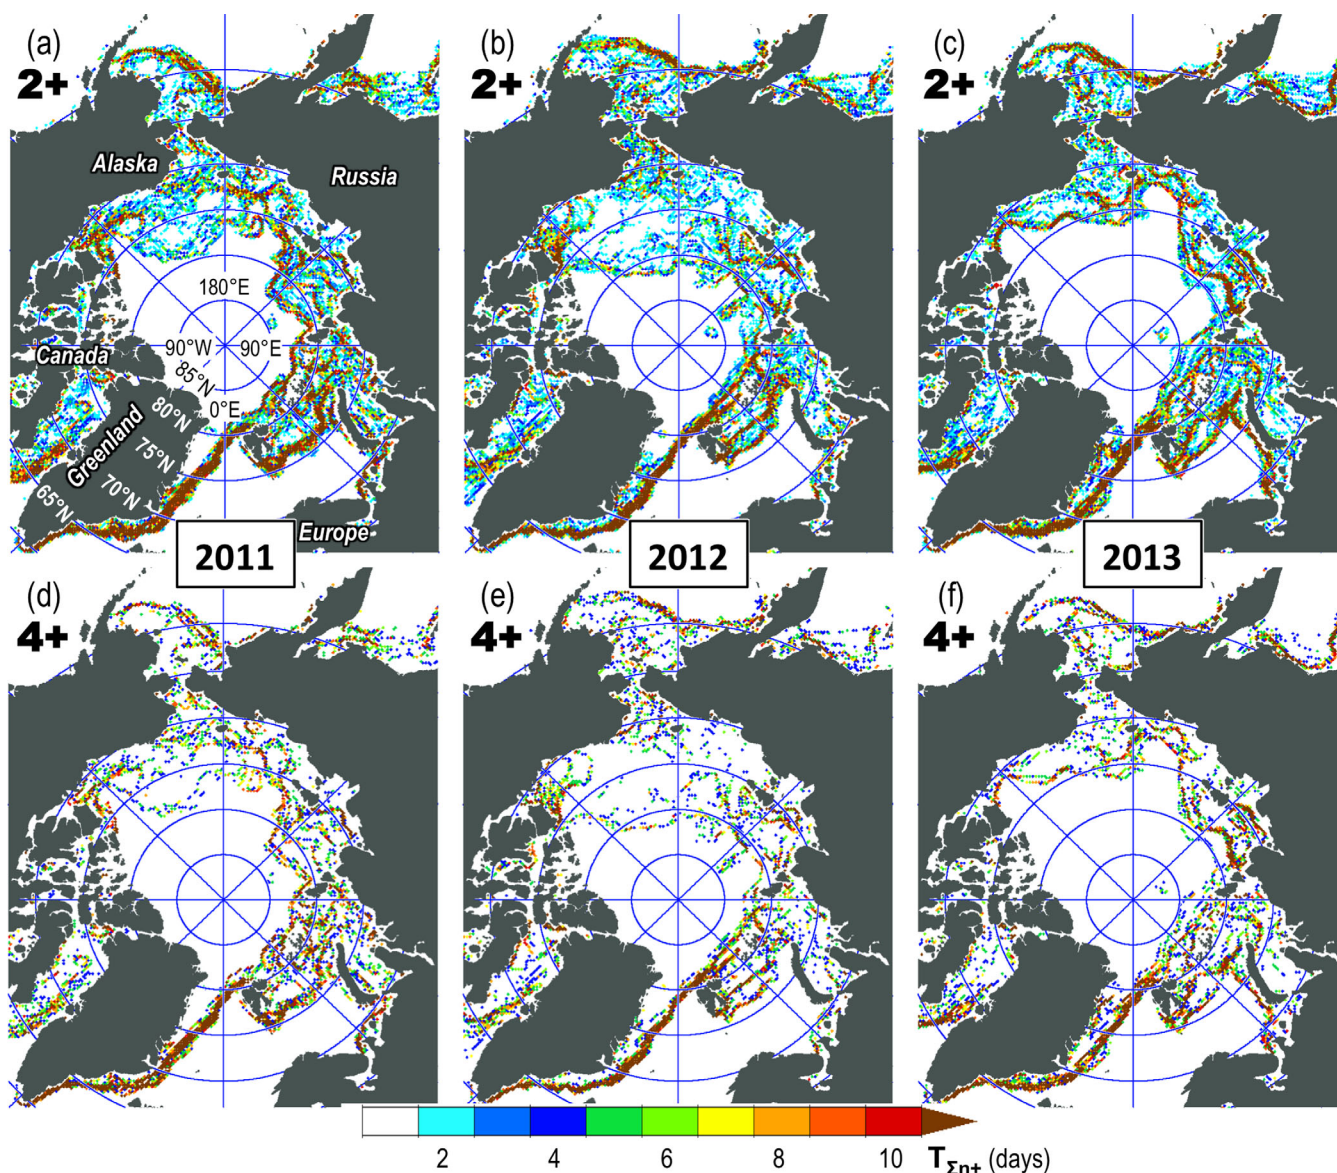 (a)
2+
(b)
2+
(c)
2+
Alaska
Russia
180°E
90°W
90°E
85°N
0°E
80°N
75°N
70°N
65°N
Canada
Greenland
Europe
2011
2012
2013
(d)
4+
(e)
4+
(f)
4+
2 4 6 8 10 TΣn+ (days)